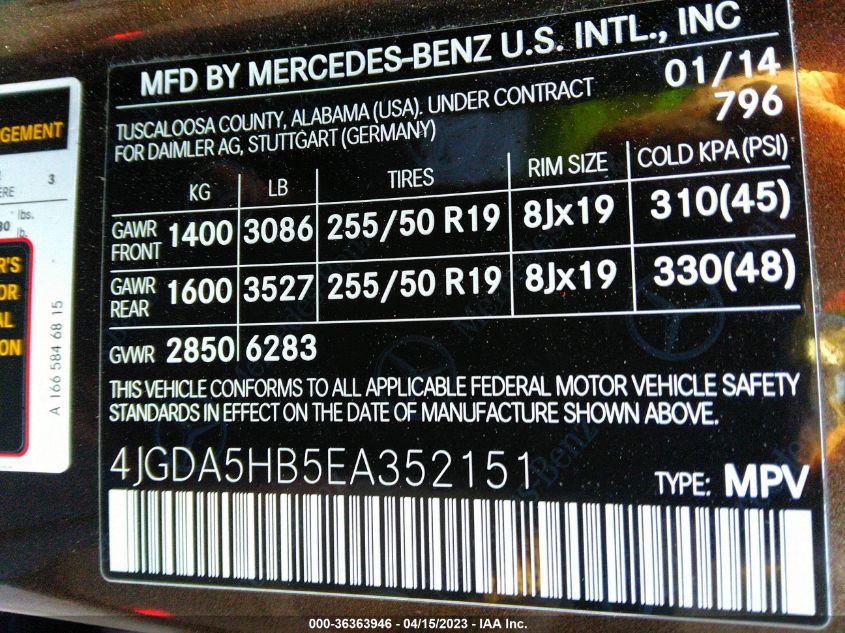 MFD BY MERCEDES-BENZ U.S. INTL., INC
01/14
TUSCALOOSA COUNTY, ALABAMA (USA). UNDER CONTRACT
796
FOR DAIMLER AG, STUTTGART (GERMANY)
KG LB TIRES RIM SIZE COLD KPA (PSI)
GAWR FRONT 1400 3086 255/50 R19 8Jx19 310(45)
GAWR REAR 1600 3527 255/50 R19 8Jx19 330(48)
GVWR 2850 6283
THIS VEHICLE CONFORMS TO ALL APPLICABLE FEDERAL MOTOR VEHICLE SAFETY
STANDARDS IN EFFECT ON THE DATE OF MANUFACTURE SHOWN ABOVE.
4JGDA5HB5EA352151
TYPE: MPV
3
lbs.
lb.
A 166 584 68 15
000-36363946 - 04/15/2023 - IAA Inc.